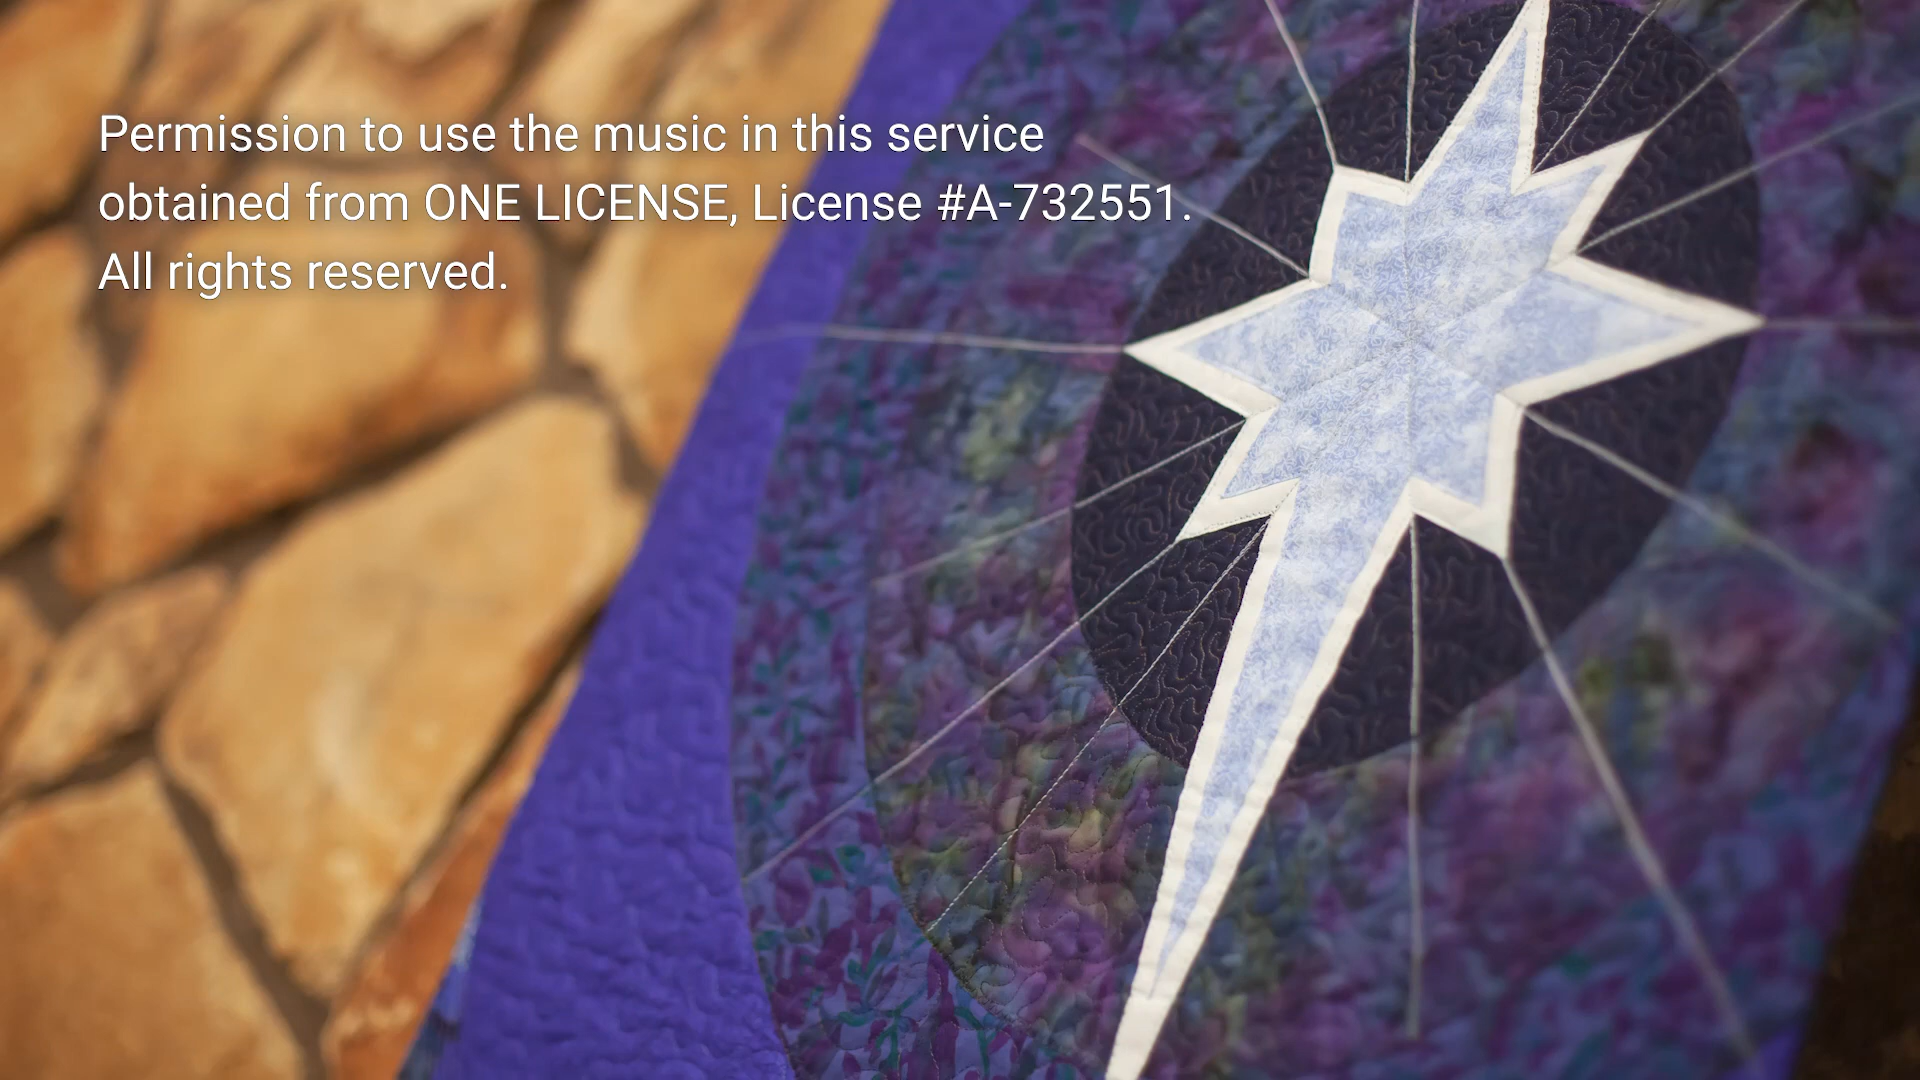 Permission to use the music in this service
obtained from ONE LICENSE, License #A-732551.
All rights reserved.